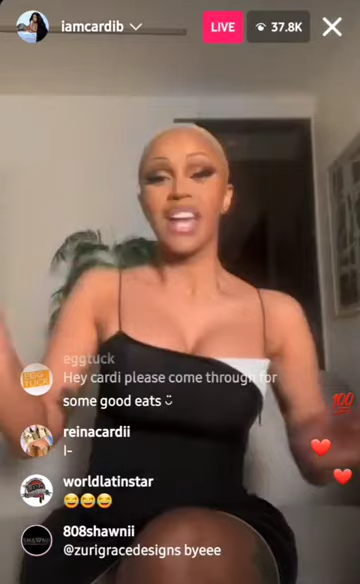 iamcardib
LIVE
37.8K
eggtuck
Hey cardi please come through for
some good eats ü
reinacardii
I-
worldlatinstar
😂😂😂
808shawnii
@zurigracedesigns byeee
💯